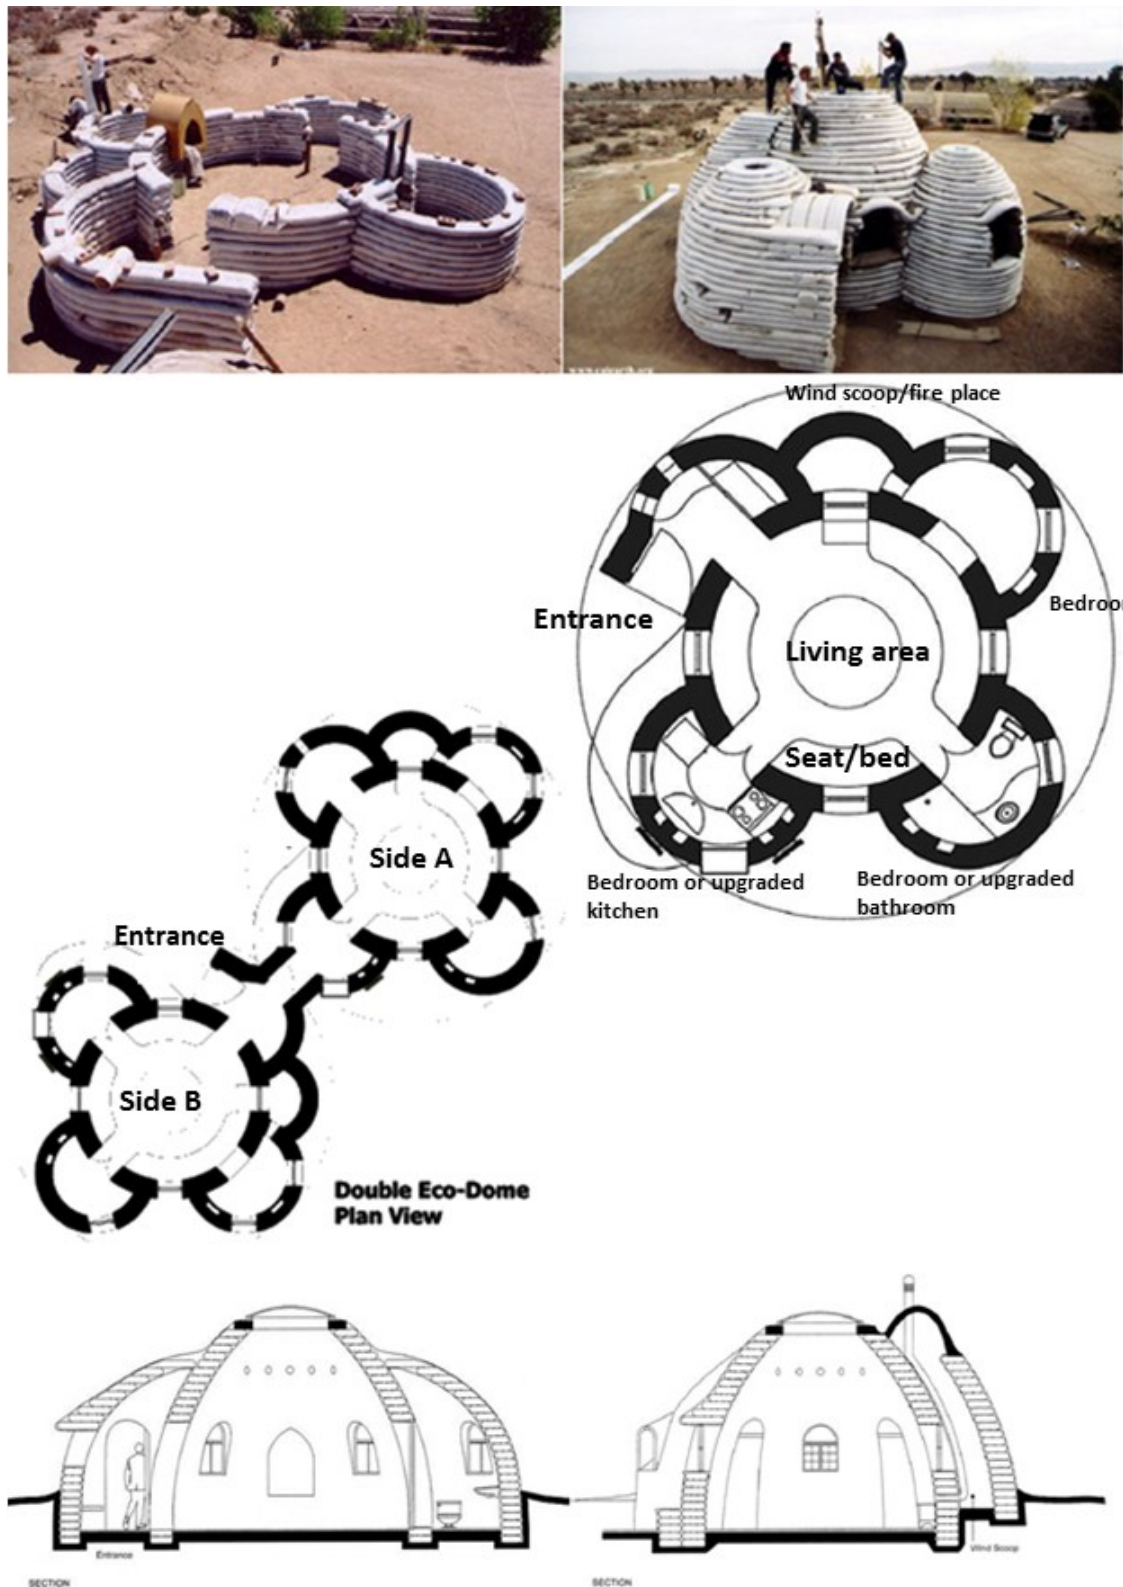 Wind scoop/fire place
Entrance
Bedroom
Living area
Seat/bed
Bedroom or upgraded
kitchen
Bedroom or upgraded
bathroom
Side A
Entrance
Side B
Double Eco-Dome
Plan View
Entrance
SECTION
Wind Scoop
SECTION